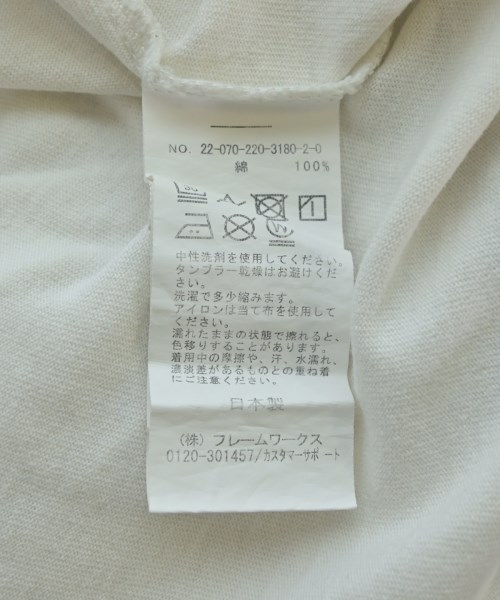 NO. 22-070-220-3180-2-0
綿 100%
中性洗剤を使用してください。
タンブラー乾燥はお避けくだ
さい。
洗濯で多少縮みます。
アイロンは当て布を使用して
ください。
濡れたままの状態で擦れると、
色移りすることがあります。
着用中の摩擦や、汗、水濡れ、
濃淡差があるものとの重ね着
にご注意ください。
日本製
(株) フレームワークス
0120-301457/カスタマーサポート